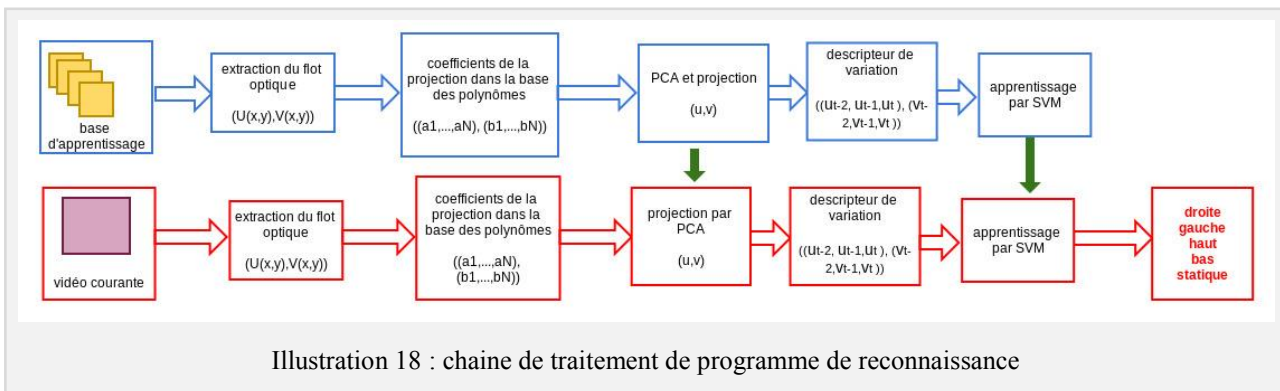 base
d'apprentissage
extraction du flot
optique
(U(x,y),V(x,y))
coefficients de la
projection dans la base
des polynômes
((a1,...,aN), (b1,...,bN))
PCA et projection
(u,v)
descripteur de
variation
((ut-2, ut-1,ut ), (vt-
2,vt-1,vt ))
apprentissage
par SVM
vidéo courante
extraction du flot
optique
(U(x,y),V(x,y))
coefficients de la
projection dans la
base des polynômes
((a1,...,aN),
(b1,...,bN))
projection par
PCA
(u,v)
descripteur de
variation
((ut-2, ut-1,ut ), (vt-
2,vt-1,vt ))
apprentissage
par SVM
droite
gauche
haut
bas
statique
Illustration 18 : chaine de traitement de programme de reconnaissance